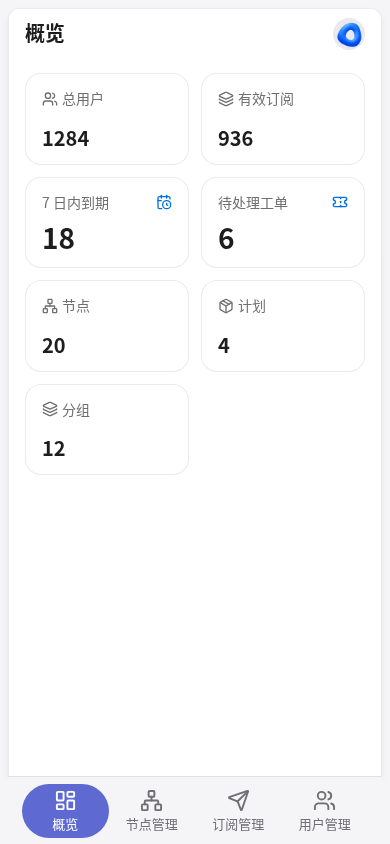 概览
总用户
1284
有效订阅
936
7 日内到期
18
待处理工单
6
节点
20
计划
4
分组
12
概览
节点管理
订阅管理
用户管理